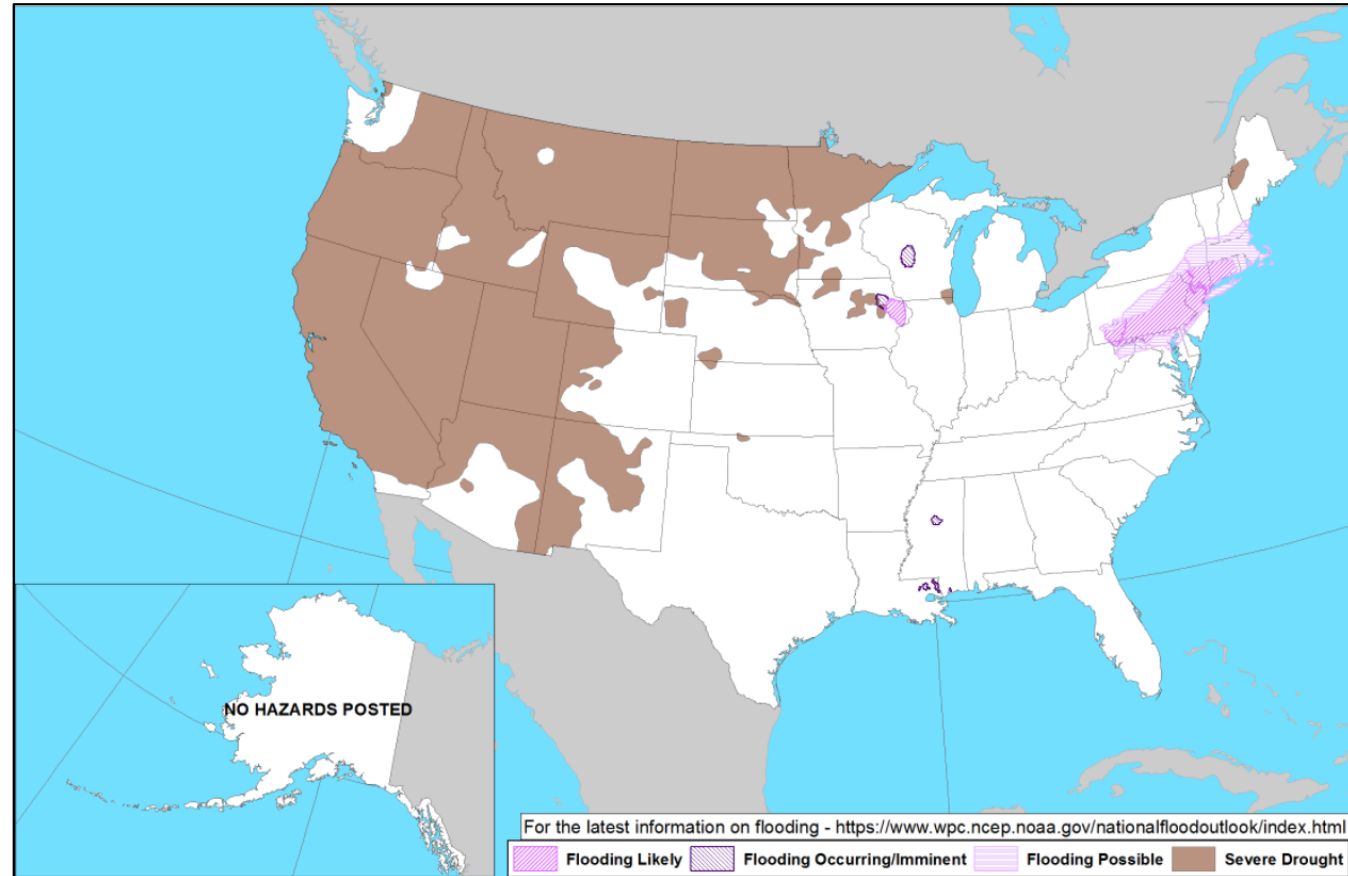 NO HAZARDS POSTED
For the latest information on flooding - https://www.wpc.ncep.noaa.gov/nationalfloodoutlook/index.html
Flooding Likely Flooding Occurring/Imminent Flooding Possible Severe Drought